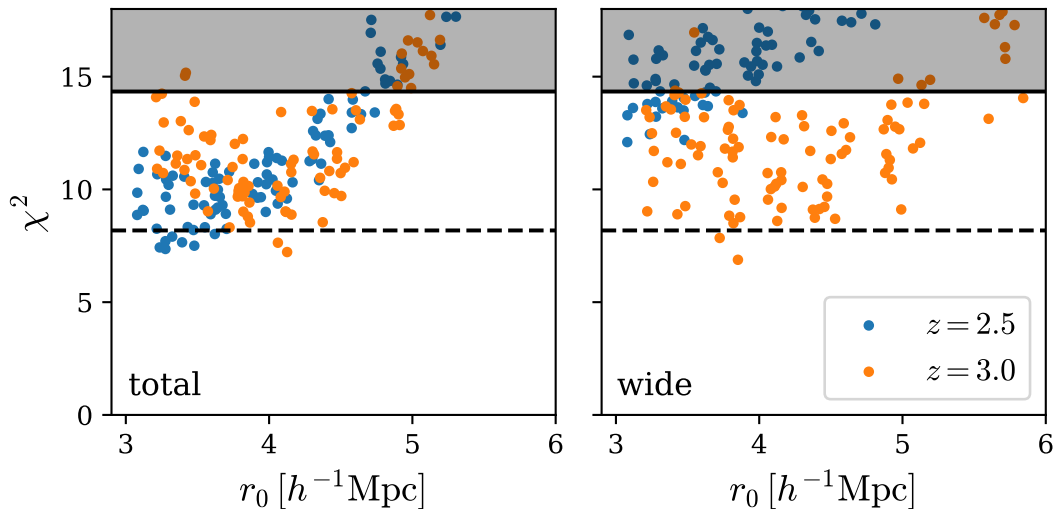 χ²
15
10
5
0
total
3 4 5 6
r₀ [h⁻¹Mpc]
wide
z = 2.5
z = 3.0
3 4 5 6
r₀ [h⁻¹Mpc]